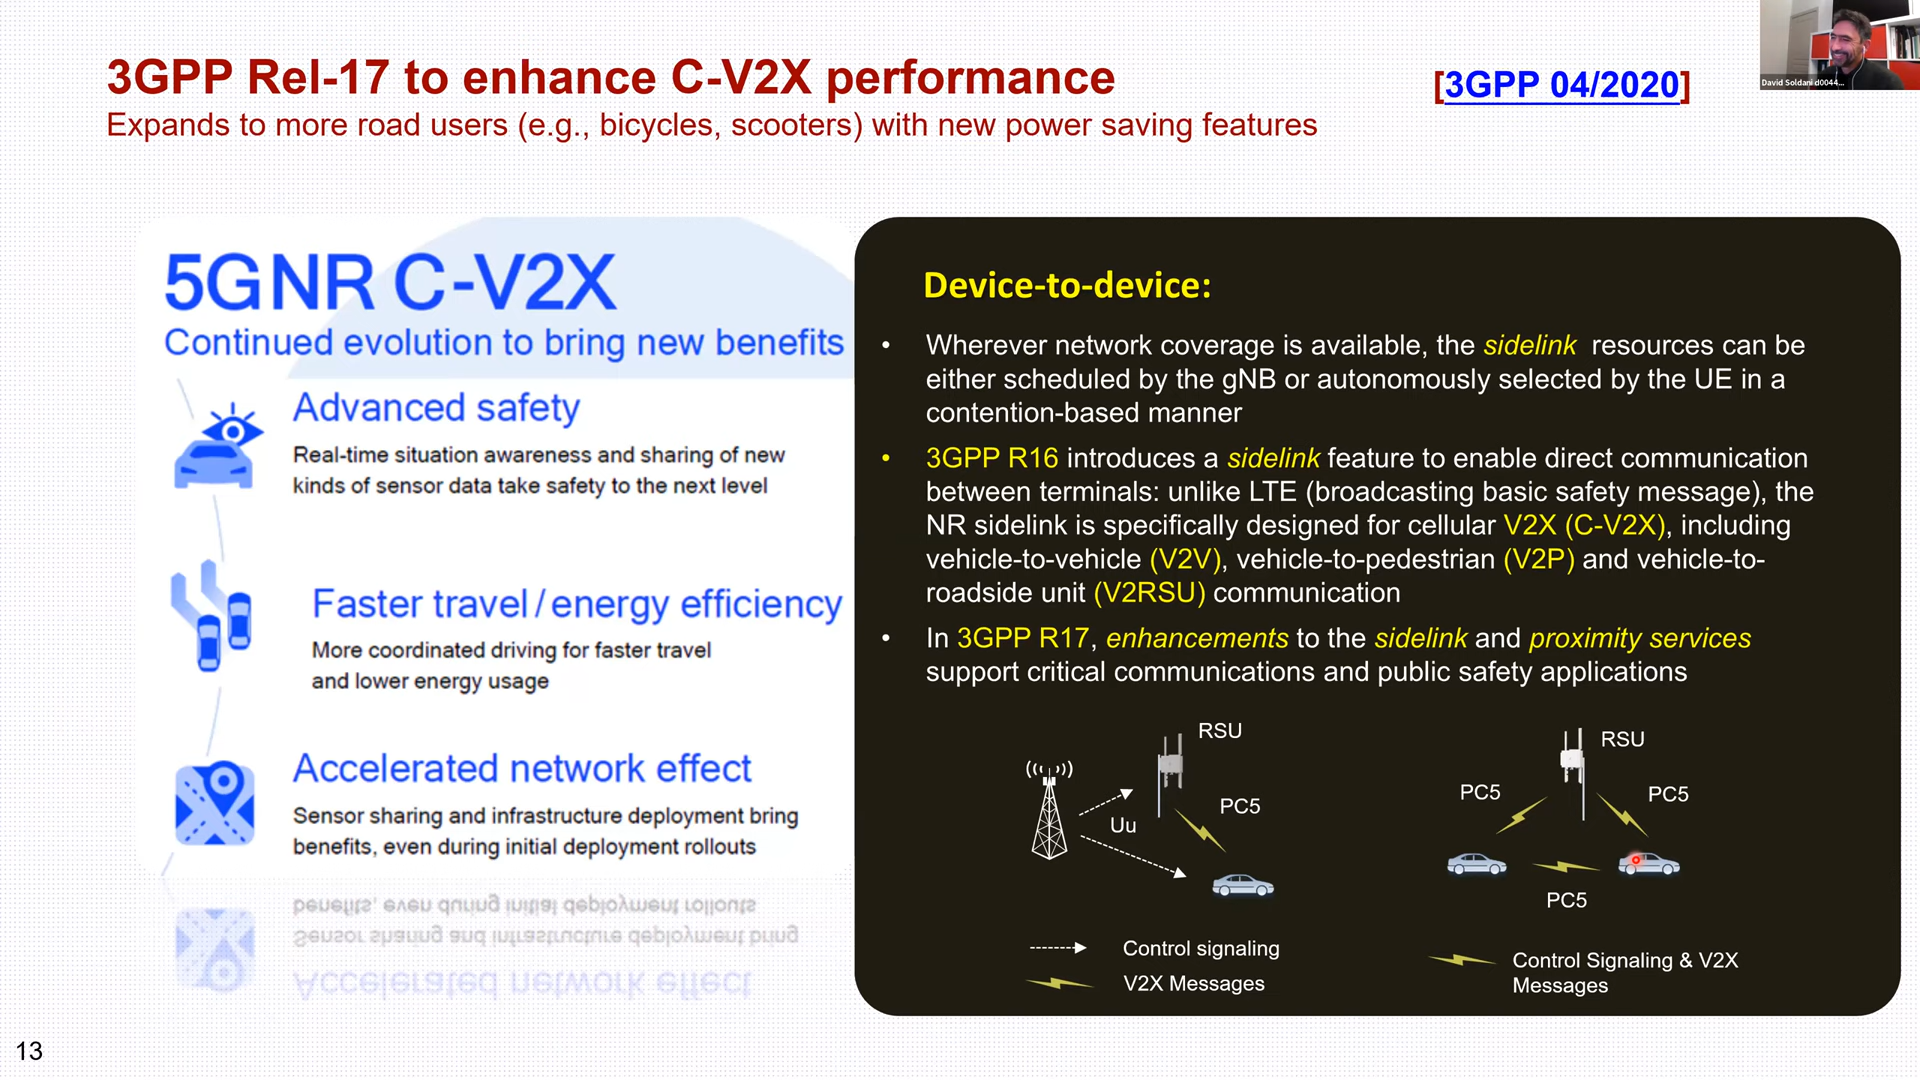 3GPP Rel-17 to enhance C-V2X performance
[3GPP 04/2020]
Expands to more road users (e.g., bicycles, scooters) with new power saving features
David Soldani d0044...
5G NR C-V2X
Continued evolution to bring new benefits
Advanced safety
Real-time situation awareness and sharing of new
kinds of sensor data take safety to the next level
Faster travel / energy efficiency
More coordinated driving for faster travel
and lower energy usage
Accelerated network effect
Sensor sharing and infrastructure deployment bring
benefits, even during initial deployment rollouts
Device-to-device:
• Wherever network coverage is available, the sidelink resources can be
either scheduled by the gNB or autonomously selected by the UE in a
contention-based manner
• 3GPP R16 introduces a sidelink feature to enable direct communication
between terminals: unlike LTE (broadcasting basic safety message), the
NR sidelink is specifically designed for cellular V2X (C-V2X), including
vehicle-to-vehicle (V2V), vehicle-to-pedestrian (V2P) and vehicle-to-
roadside unit (V2RSU) communication
• In 3GPP R17, enhancements to the sidelink and proximity services
support critical communications and public safety applications
RSU
PC5
Uu
Control signaling
V2X Messages
RSU
PC5
PC5
PC5
Control Signaling & V2X
Messages
13